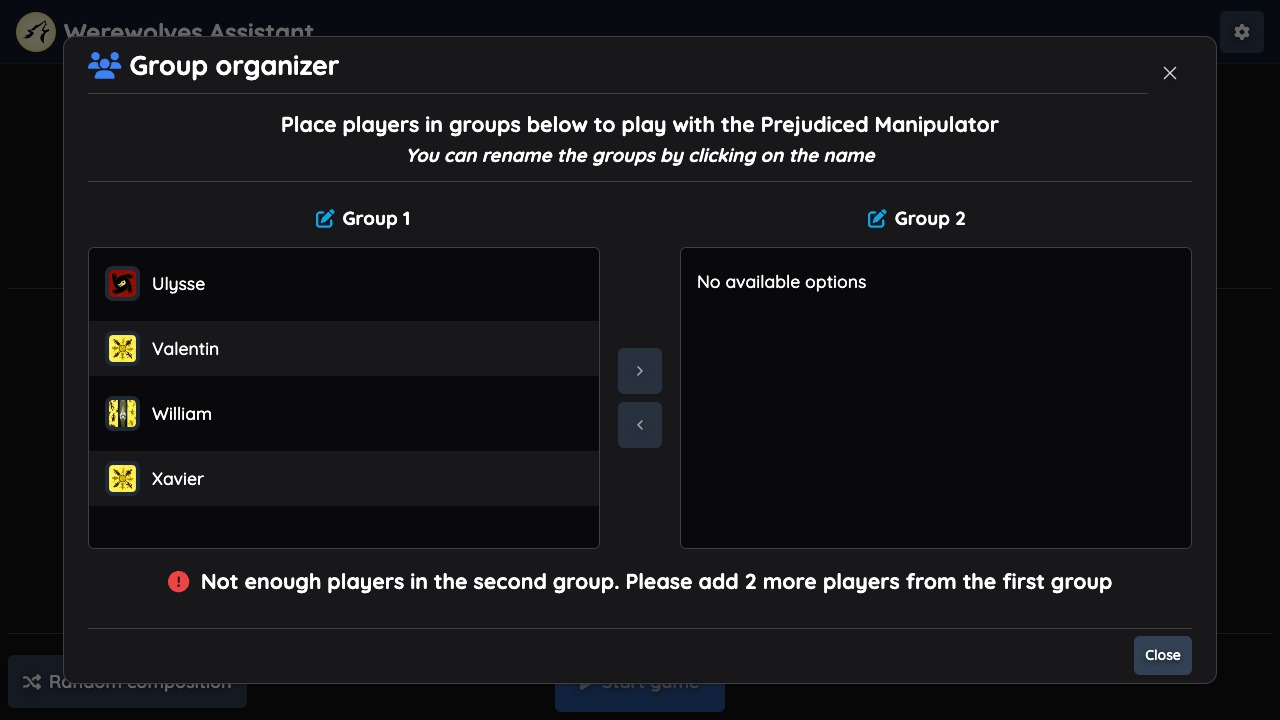 Werewolves Assistant
Group organizer
Place players in groups below to play with the Prejudiced Manipulator
You can rename the groups by clicking on the name
Group 1
Group 2
Ulysse
Valentin
William
Xavier
No available options
Not enough players in the second group. Please add 2 more players from the first group
Close
Random composition
Start game